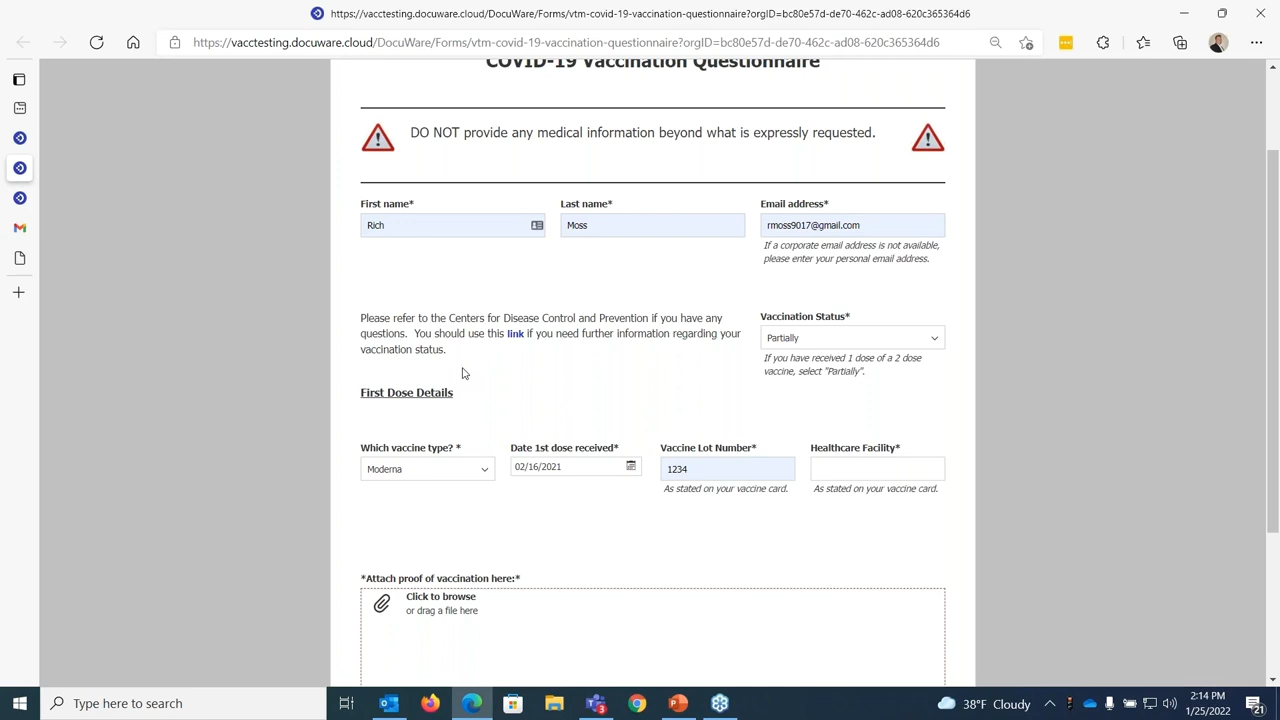 https://vacctesting.docuware.cloud/DocuWare/Forms/vtm-covid-19-vaccination-questionnaire?orgID=bc80e57d-de70-462c-ad08-620c365364d6
https://vacctesting.docuware.cloud/DocuWare/Forms/vtm-covid-19-vaccination-questionnaire?orgID=bc80e57d-de70-462c-ad08-620c365364d6
COVID-19 Vaccination Questionnaire
DO NOT provide any medical information beyond what is expressly requested.
First name* Last name* Email address*
Rich Moss rmoss9017@gmail.com
If a corporate email address is not available,
please enter your personal email address.
Please refer to the Centers for Disease Control and Prevention if you have any
questions. You should use this link if you need further information regarding your
vaccination status.
Vaccination Status*
Partially
If you have received 1 dose of a 2 dose
vaccine, select "Partially".
First Dose Details
Which vaccine type? * Date 1st dose received* Vaccine Lot Number* Healthcare Facility*
Moderna 02/16/2021 1234
As stated on your vaccine card. As stated on your vaccine card.
*Attach proof of vaccination here:*
Click to browse
or drag a file here
Type here to search
38°F Cloudy
2:14 PM
1/25/2022
21
3